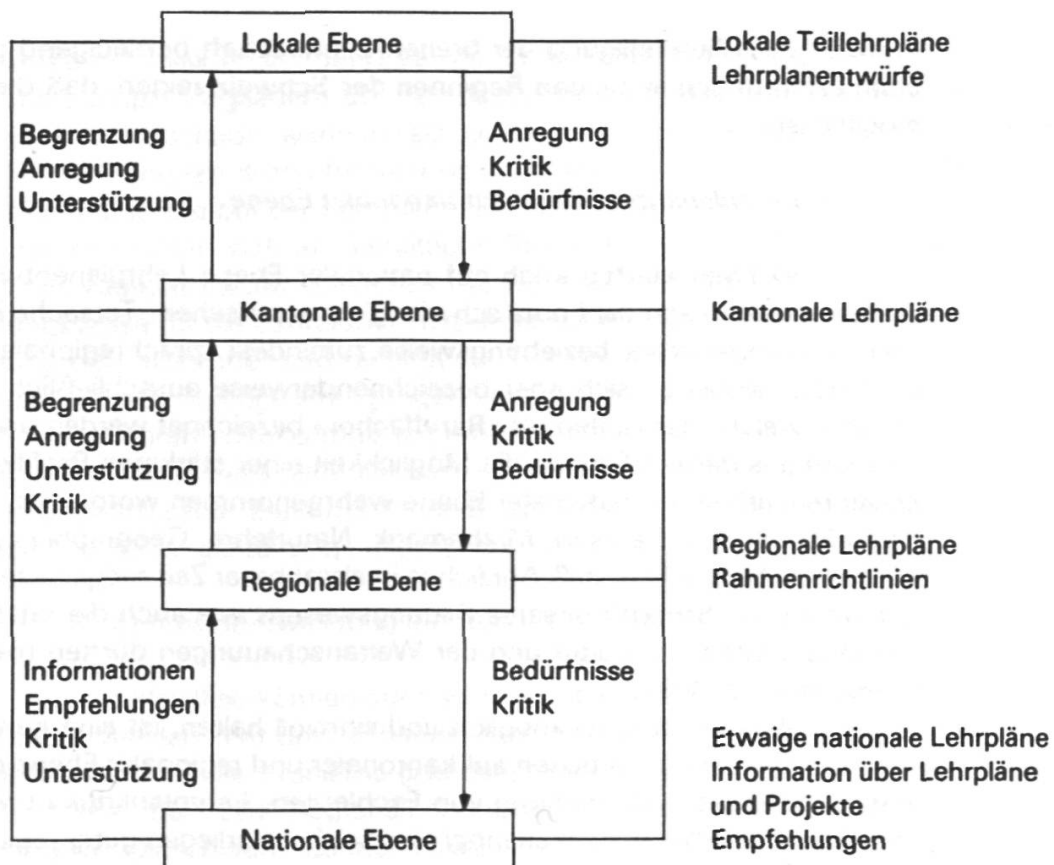 Lokale Ebene
Lokale Teillehrpläne
Lehrplanentwürfe
Begrenzung
Anregung
Unterstützung
Anregung
Kritik
Bedürfnisse
Kantonale Ebene
Kantonale Lehrpläne
Begrenzung
Anregung
Unterstützung
Kritik
Anregung
Kritik
Bedürfnisse
Regionale Ebene
Regionale Lehrpläne
Rahmenrichtlinien
Informationen
Empfehlungen
Kritik
Unterstützung
Bedürfnisse
Kritik
Nationale Ebene
Etwaige nationale Lehrpläne
Information über Lehrpläne
und Projekte
Empfehlungen